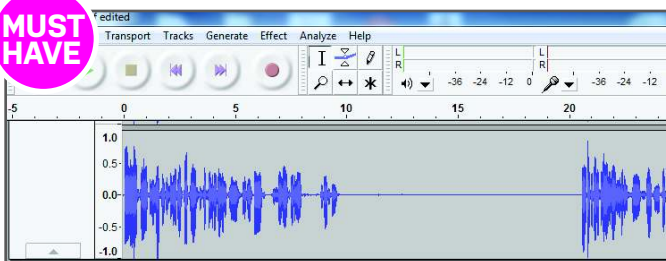 MUST
HAVE
edited
Transport Tracks Generate Effect Analyze Help
L
R
L
R
-36 -24 -12 0
-36 -24 -12
-5 0 5 10 15 20
1.0
0.5-
0.0-
-0.5-
-1.0